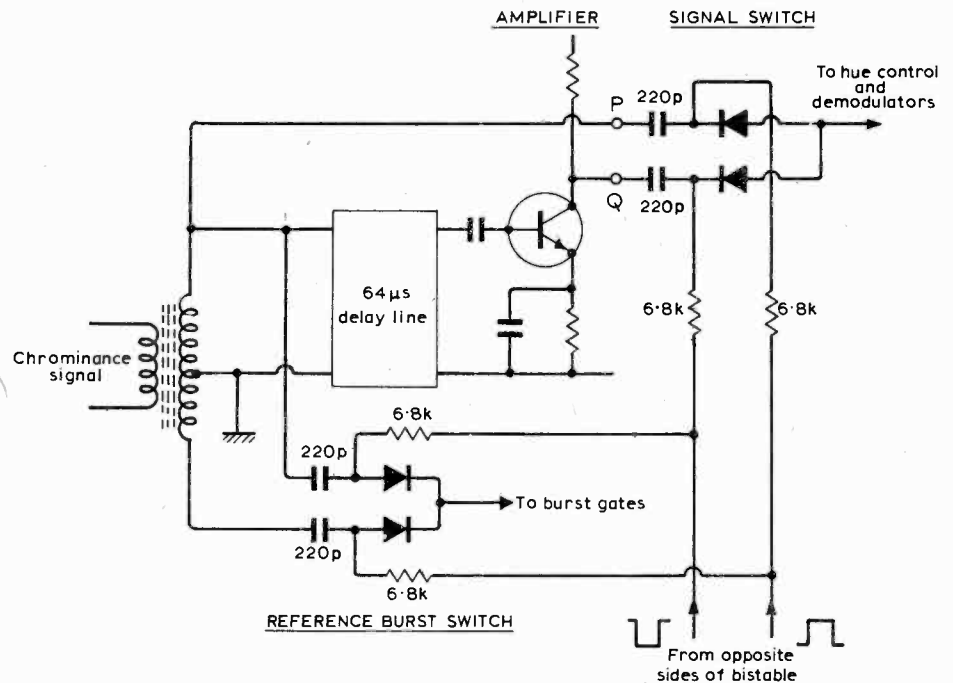 AMPLIFIER
SIGNAL SWITCH
To hue control
and
demodulators
P
220p
Q
220p
64µs
delay line
6·8k
6·8k
Chrominance
signal
6·8k
220p
To burst gates
220p
6·8k
REFERENCE BURST SWITCH
From opposite
sides of bistable